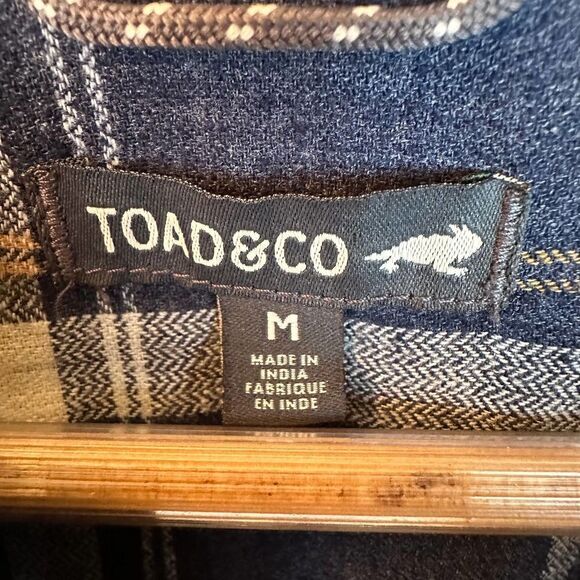 TOAD&CO
M
MADE IN
INDIA
FABRIQUE
EN INDE